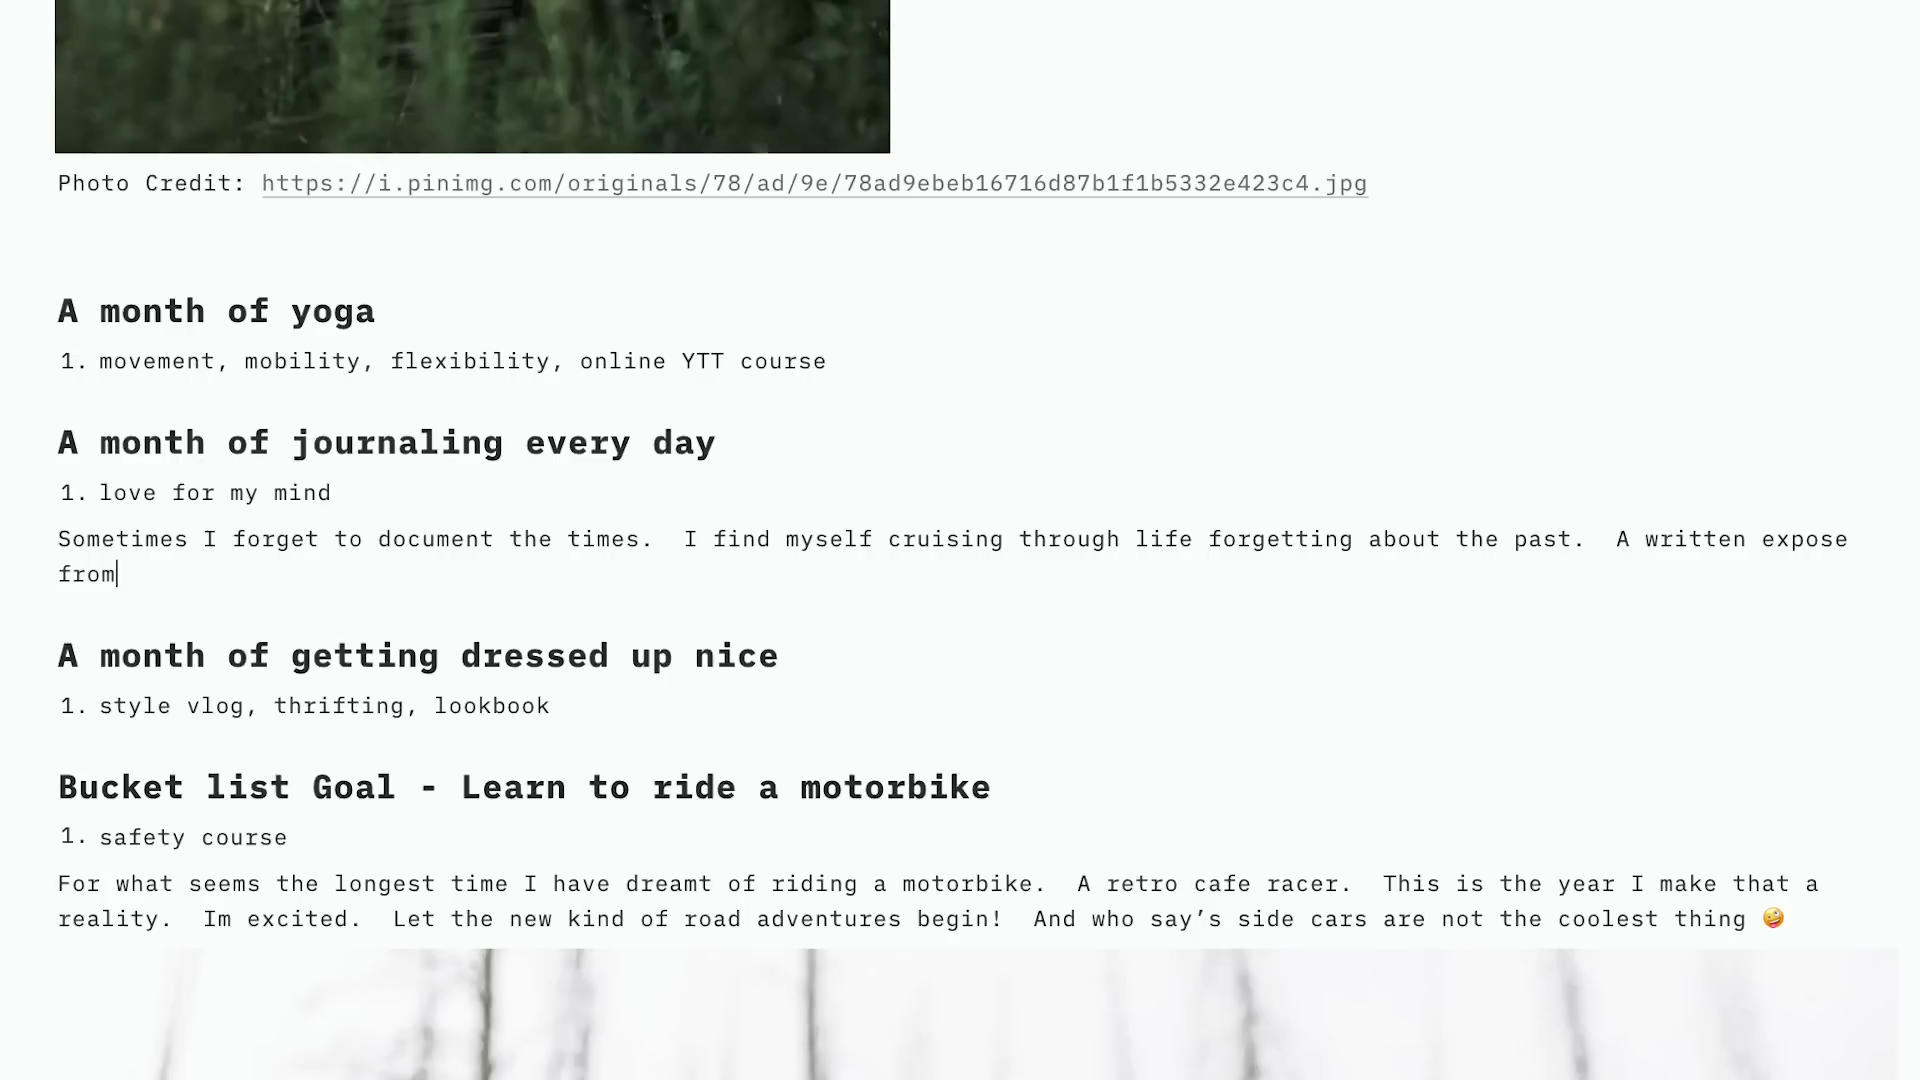 Photo Credit: https://i.pinimg.com/originals/78/ad/9e/78ad9ebeb16716d87b1f1b5332e423c4.jpg
A month of yoga
1. movement, mobility, flexibility, online YTT course
A month of journaling every day
1. love for my mind
Sometimes I forget to document the times.  I find myself cruising through life forgetting about the past.  A written expose
from
A month of getting dressed up nice
1. style vlog, thrifting, lookbook
Bucket list Goal - Learn to ride a motorbike
1. safety course
For what seems the longest time I have dreamt of riding a motorbike.  A retro cafe racer.  This is the year I make that a
reality.  Im excited.  Let the new kind of road adventures begin!  And who say’s side cars are not the coolest thing 🤪